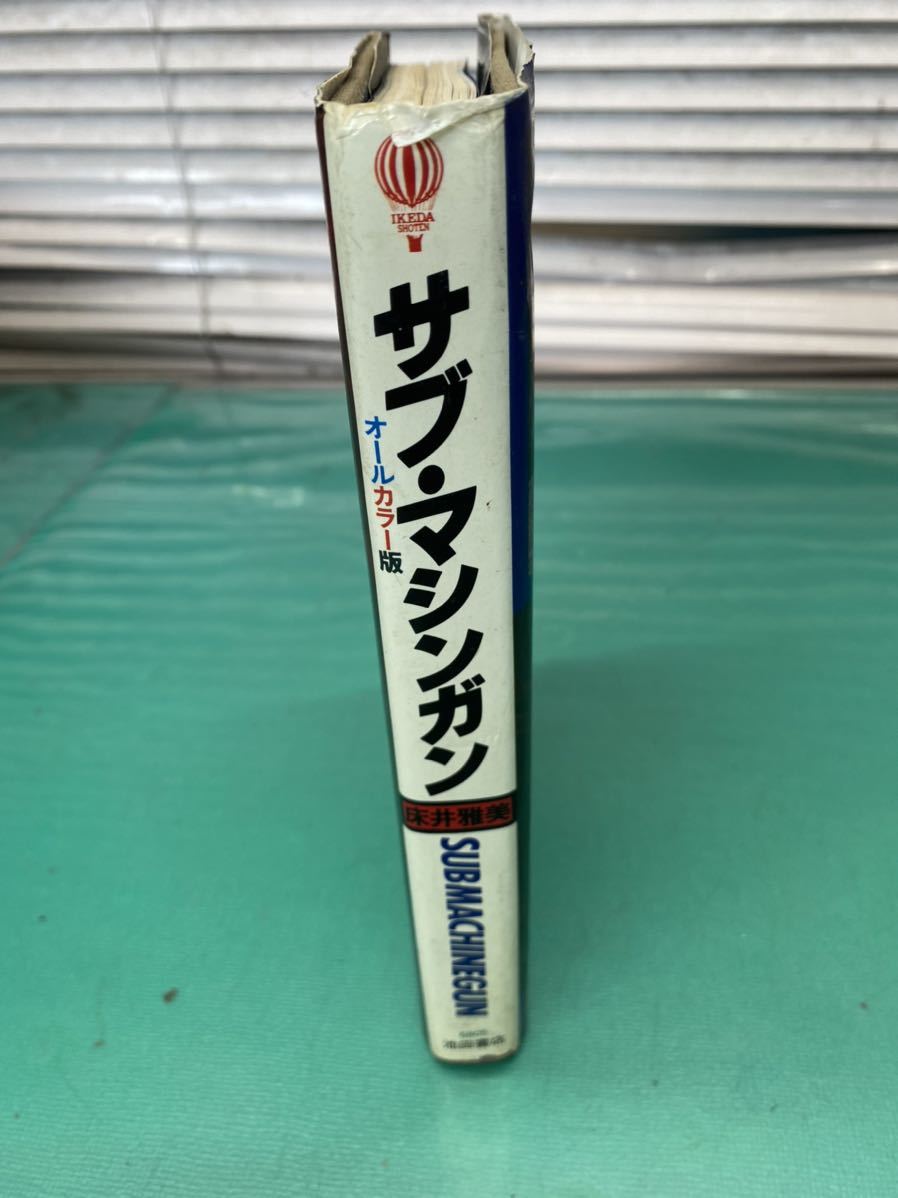 IKEDA
SHOTEN
サブ・マシンガン
オールカラー版
床井雅美
SUBMACHINEGUN
池田書店